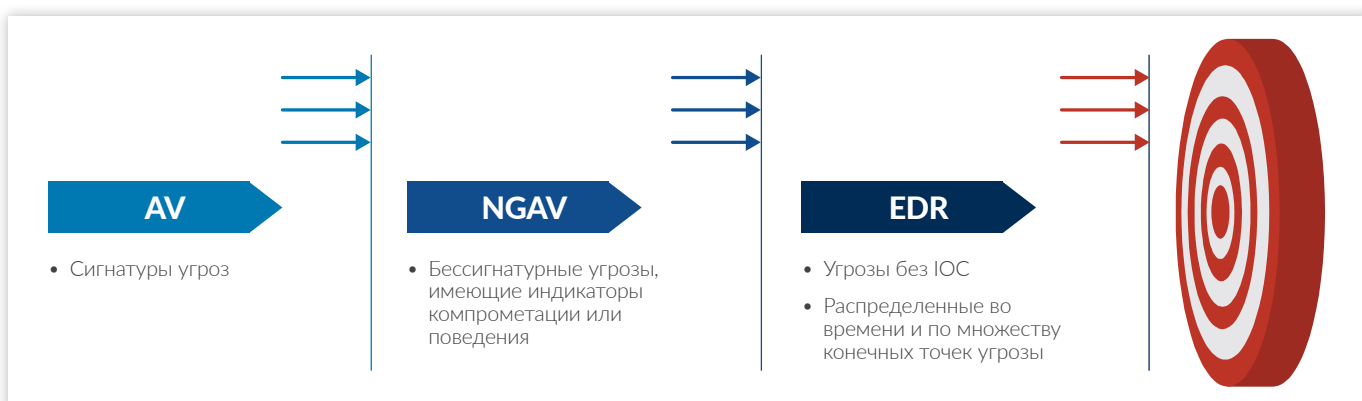 AV
• Сигнатуры угроз
NGAV
• Бессигнатурные угрозы,
имеющие индикаторы
компрометации или
поведения
EDR
• Угрозы без IOC
• Распределенные во
времени и по множеству
конечных точек угрозы